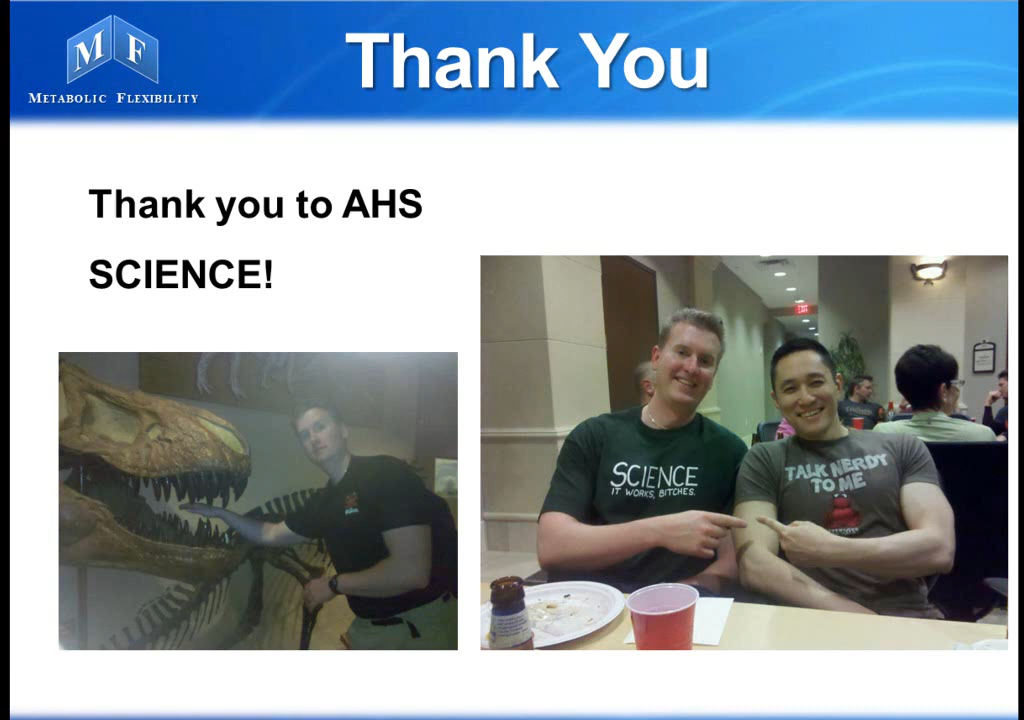 M F
METABOLIC FLEXIBILITY
Thank You
Thank you to AHS
SCIENCE!
EXIT
SCIENCE
IT WORKS, BITCHES.
TALK NERDY
TO ME